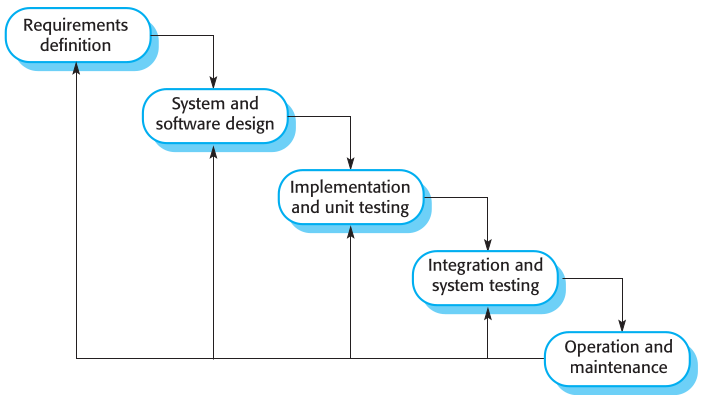 Requirements
definition
System and
software design
Implementation
and unit testing
Integration and
system testing
Operation and
maintenance